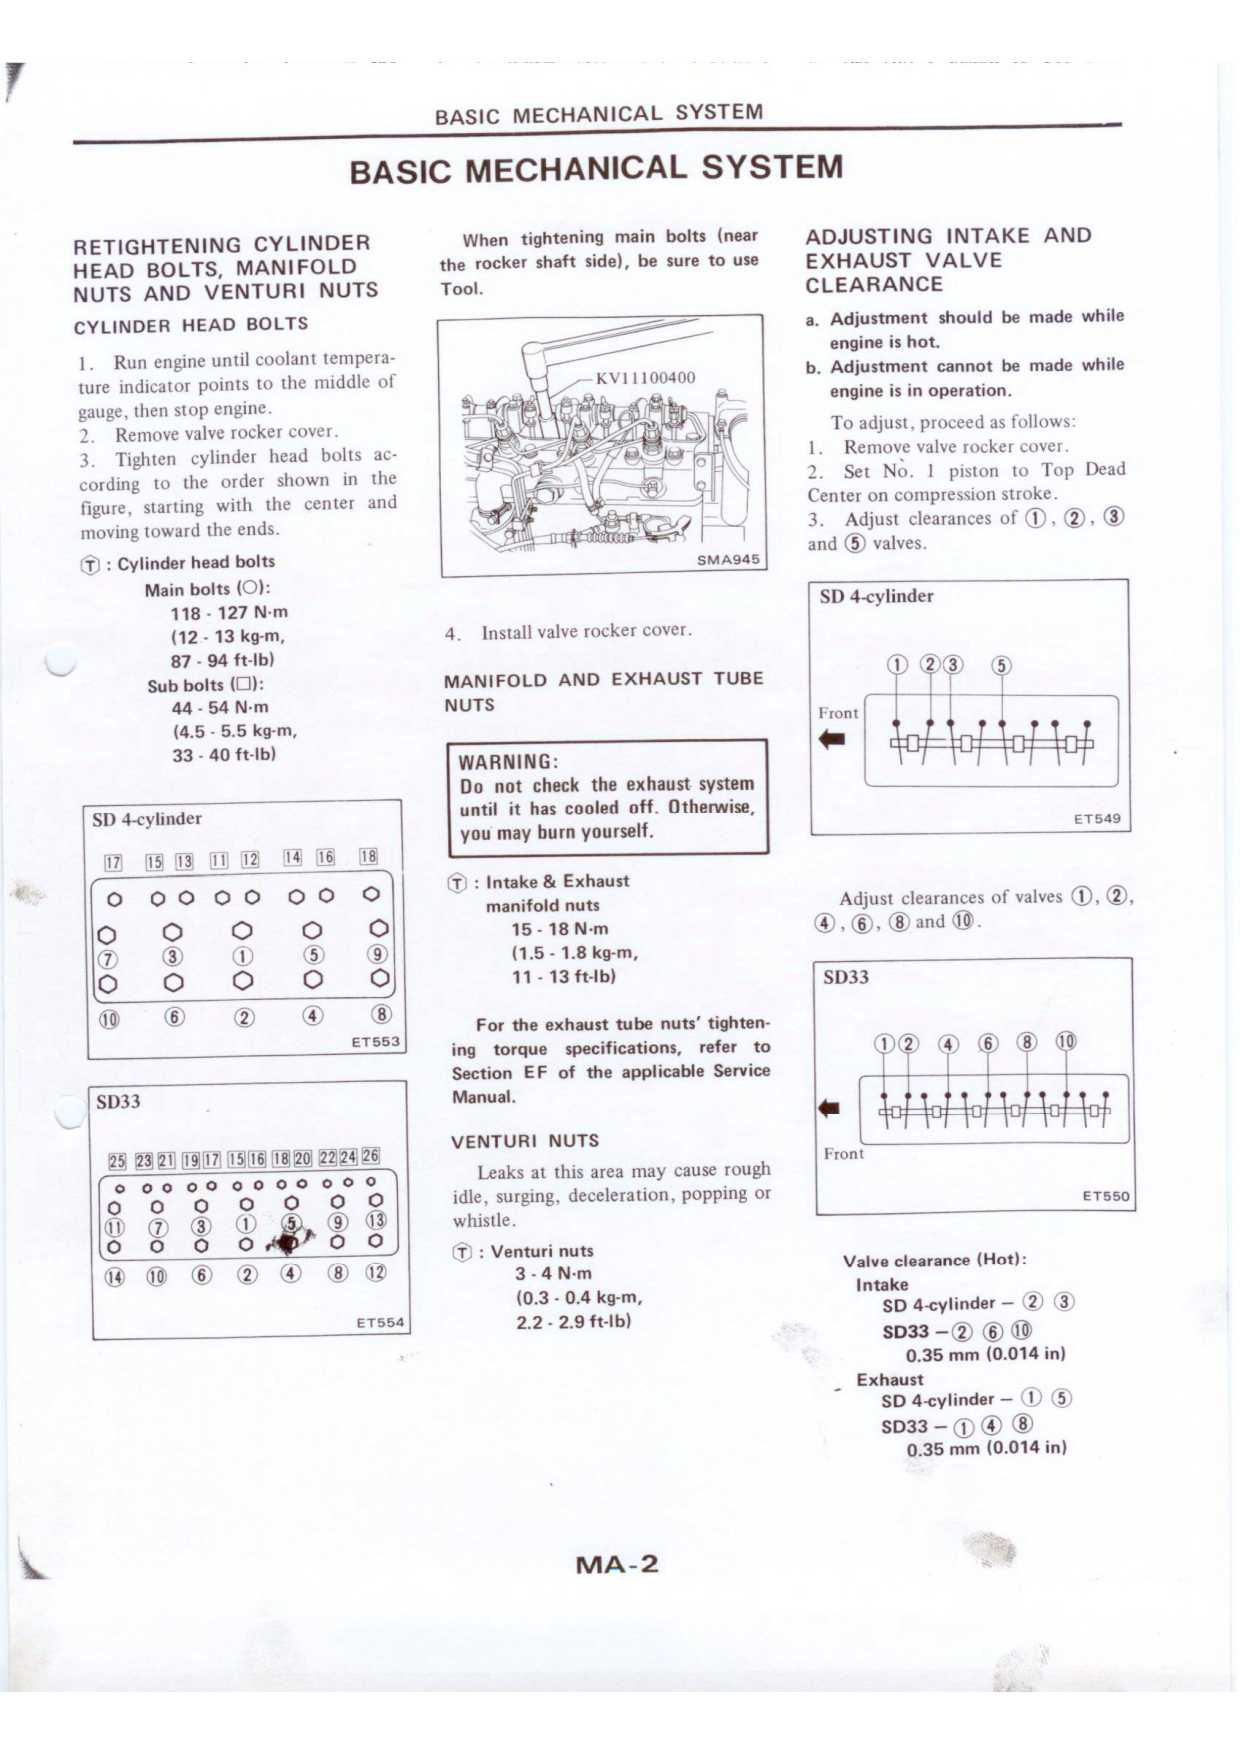 BASIC MECHANICAL SYSTEM
BASIC MECHANICAL SYSTEM
RETIGHTENING CYLINDER
HEAD BOLTS, MANIFOLD
NUTS AND VENTURI NUTS
CYLINDER HEAD BOLTS
1. Run engine until coolant tempera-
ture indicator points to the middle of
gauge, then stop engine.
2. Remove valve rocker cover.
3. Tighten cylinder head bolts ac-
cording to the order shown in the
figure, starting with the center and
moving toward the ends.
Ⓣ : Cylinder head bolts
Main bolts (○):
118 - 127 N·m
(12 - 13 kg-m,
87 - 94 ft-lb)
Sub bolts (□):
44 - 54 N·m
(4.5 - 5.5 kg-m,
33 - 40 ft-lb)
SD 4-cylinder
17 15 13 11 12 14 16 18
⑦ ③ ① ⑤ ⑨
⑩ ⑥ ② ④ ⑧
ET553
SD33
25 23 21 19 17 15 16 18 20 22 24 26
⑪ ⑦ ③ ① ⑤ ⑨ ⑬
⑭ ⑩ ⑥ ② ④ ⑧ ⑫
ET554
When tightening main bolts (near
the rocker shaft side), be sure to use
Tool.
KV11100400
SMA945
4. Install valve rocker cover.
MANIFOLD AND EXHAUST TUBE
NUTS
WARNING:
Do not check the exhaust system
until it has cooled off. Otherwise,
you may burn yourself.
Ⓣ : Intake & Exhaust
manifold nuts
15 - 18 N·m
(1.5 - 1.8 kg-m,
11 - 13 ft-lb)
For the exhaust tube nuts' tighten-
ing torque specifications, refer to
Section EF of the applicable Service
Manual.
VENTURI NUTS
Leaks at this area may cause rough
idle, surging, deceleration, popping or
whistle.
Ⓣ : Venturi nuts
3 - 4 N·m
(0.3 - 0.4 kg-m,
2.2 - 2.9 ft-lb)
ADJUSTING INTAKE AND
EXHAUST VALVE
CLEARANCE
a. Adjustment should be made while
engine is hot.
b. Adjustment cannot be made while
engine is in operation.
To adjust, proceed as follows:
1. Remove valve rocker cover.
2. Set No. 1 piston to Top Dead
Center on compression stroke.
3. Adjust clearances of ①, ②, ③
and ⑤ valves.
SD 4-cylinder
① ② ③ ⑤
Front
ET549
Adjust clearances of valves ①, ②,
④, ⑥, ⑧ and ⑩.
SD33
① ② ④ ⑥ ⑧ ⑩
Front
ET550
Valve clearance (Hot):
Intake
SD 4-cylinder — ② ③
SD33 — ② ⑥ ⑩
0.35 mm (0.014 in)
Exhaust
SD 4-cylinder — ① ⑤
SD33 — ① ④ ⑧
0.35 mm (0.014 in)
MA-2